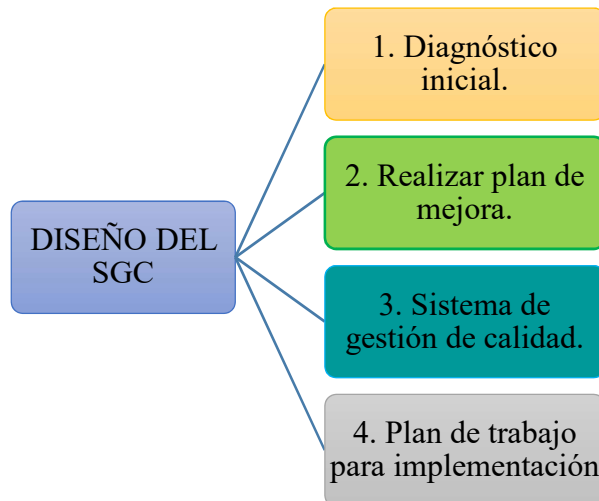 DISEÑO DEL
SGC
1. Diagnóstico
inicial.
2. Realizar plan de
mejora.
3. Sistema de
gestión de calidad.
4. Plan de trabajo
para implementación